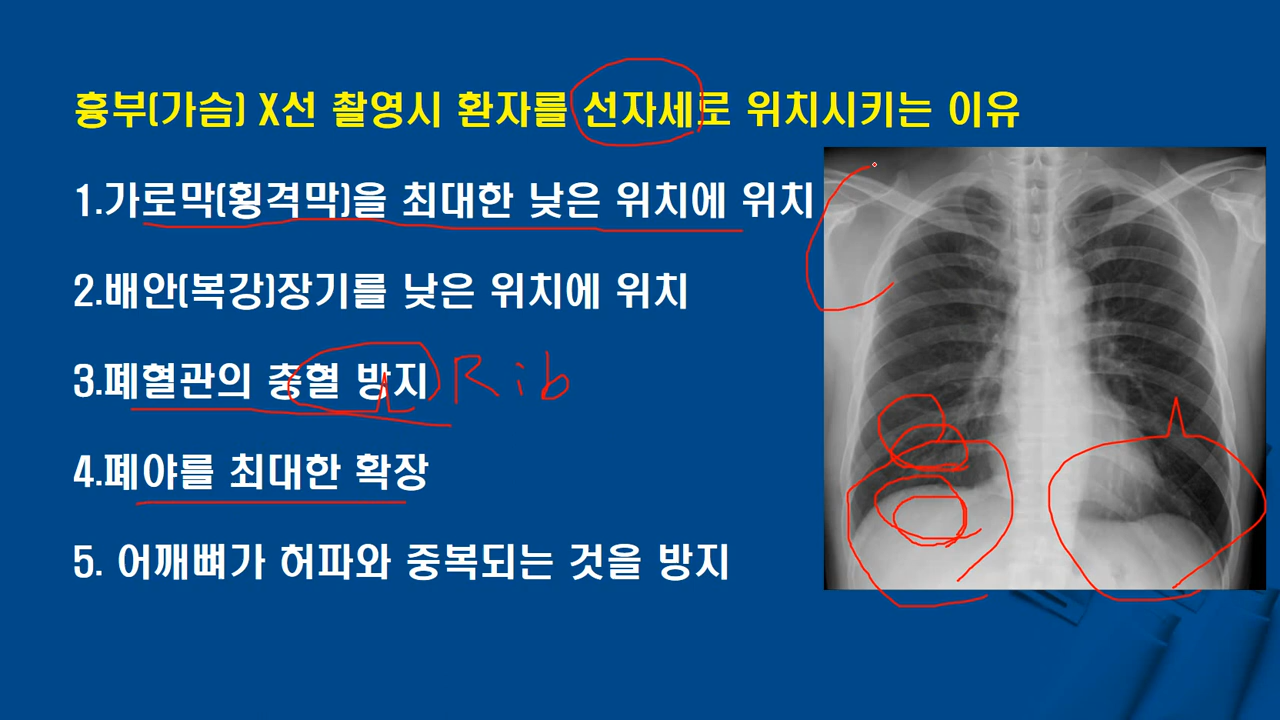 흉부(가슴) X선 촬영시 환자를 선자세로 위치시키는 이유
1.가로막(횡격막)을 최대한 낮은 위치에 위치
2.배안(복강)장기를 낮은 위치에 위치
3.폐혈관의 충혈 방지 Rib
4.폐야를 최대한 확장
5. 어깨뼈가 허파와 중복되는 것을 방지